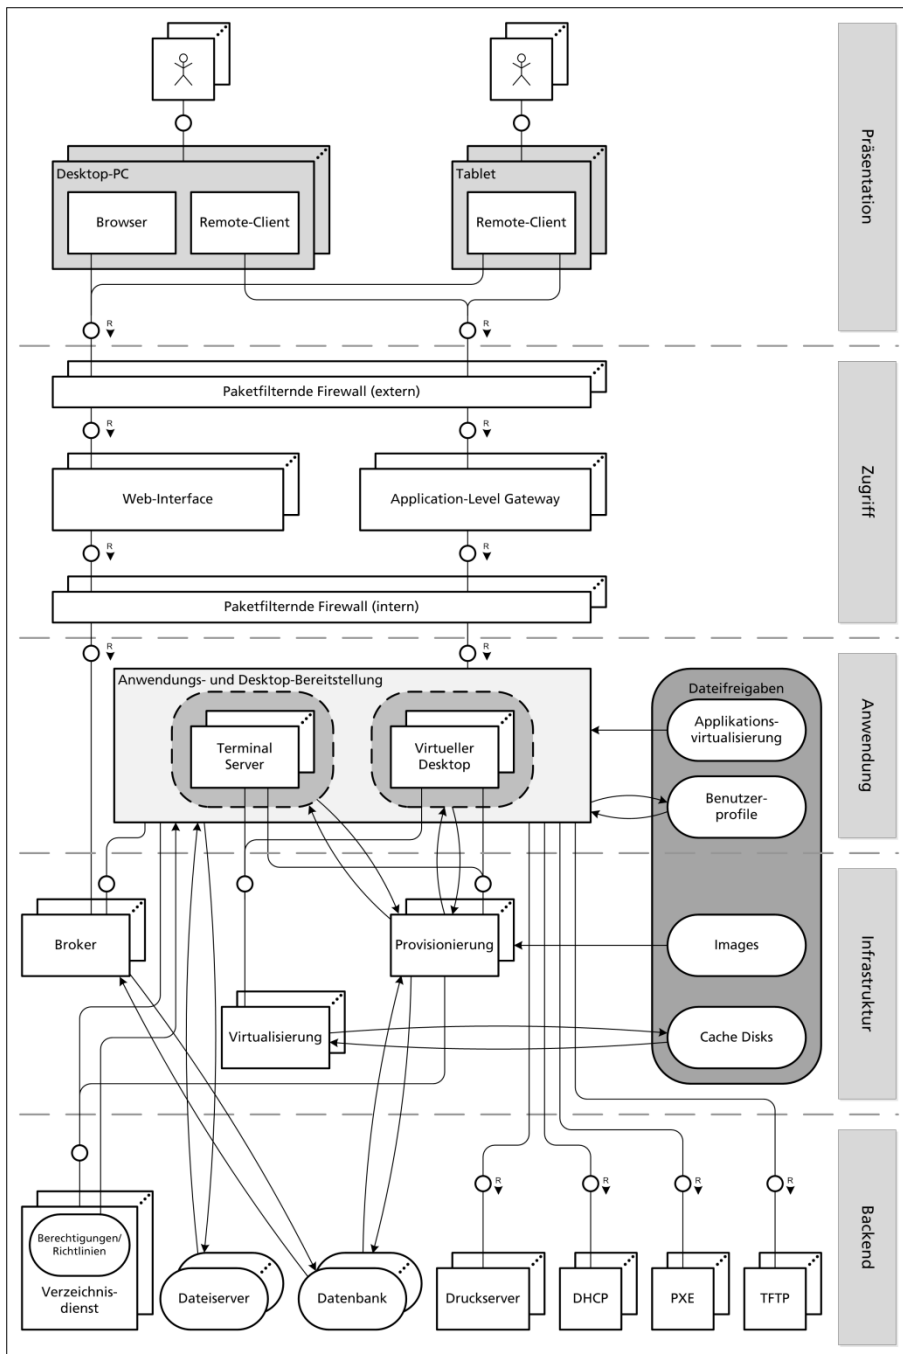 Präsentation
Desktop-PC
Browser
Remote-Client
Tablet
Remote-Client
R
R
Zugriff
Paketfilternde Firewall (extern)
R
R
Web-Interface
Application-Level Gateway
R
R
Paketfilternde Firewall (intern)
R
R
Anwendung
Anwendungs- und Desktop-Bereitstellung
Terminal
Server
Virtueller
Desktop
Dateifreigaben
Applikations-
virtualisierung
Benutzer-
profile
Infrastruktur
Broker
Provisionierung
Images
Virtualisierung
Cache Disks
Backend
R
R
R
R
Berechtigungen/
Richtlinien
Verzeichnis-
dienst
Dateiserver
Datenbank
Druckserver
DHCP
PXE
TFTP